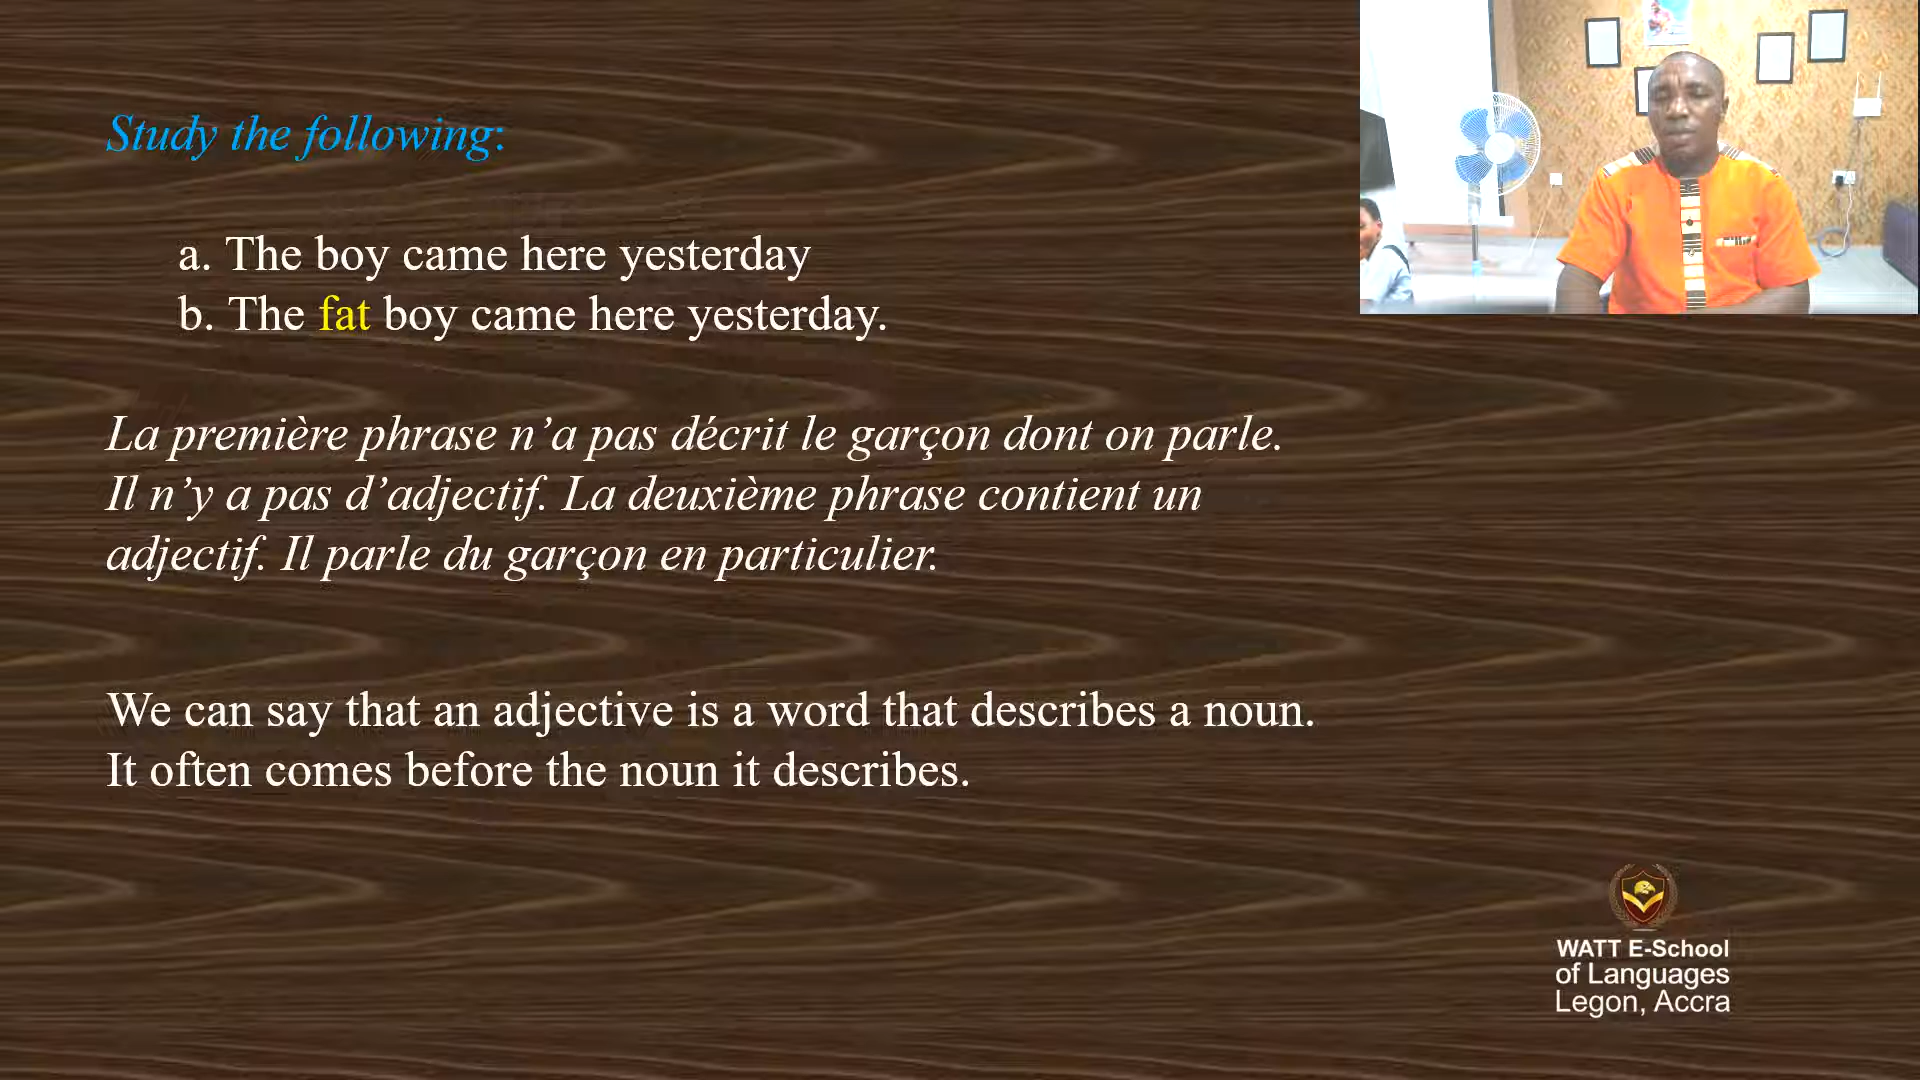 Study the following:
a. The boy came here yesterday
b. The fat boy came here yesterday.
La première phrase n’a pas décrit le garçon dont on parle.
Il n’y a pas d’adjectif. La deuxième phrase contient un
adjectif. Il parle du garçon en particulier.
We can say that an adjective is a word that describes a noun.
It often comes before the noun it describes.
WATT E-School
of Languages
Legon, Accra